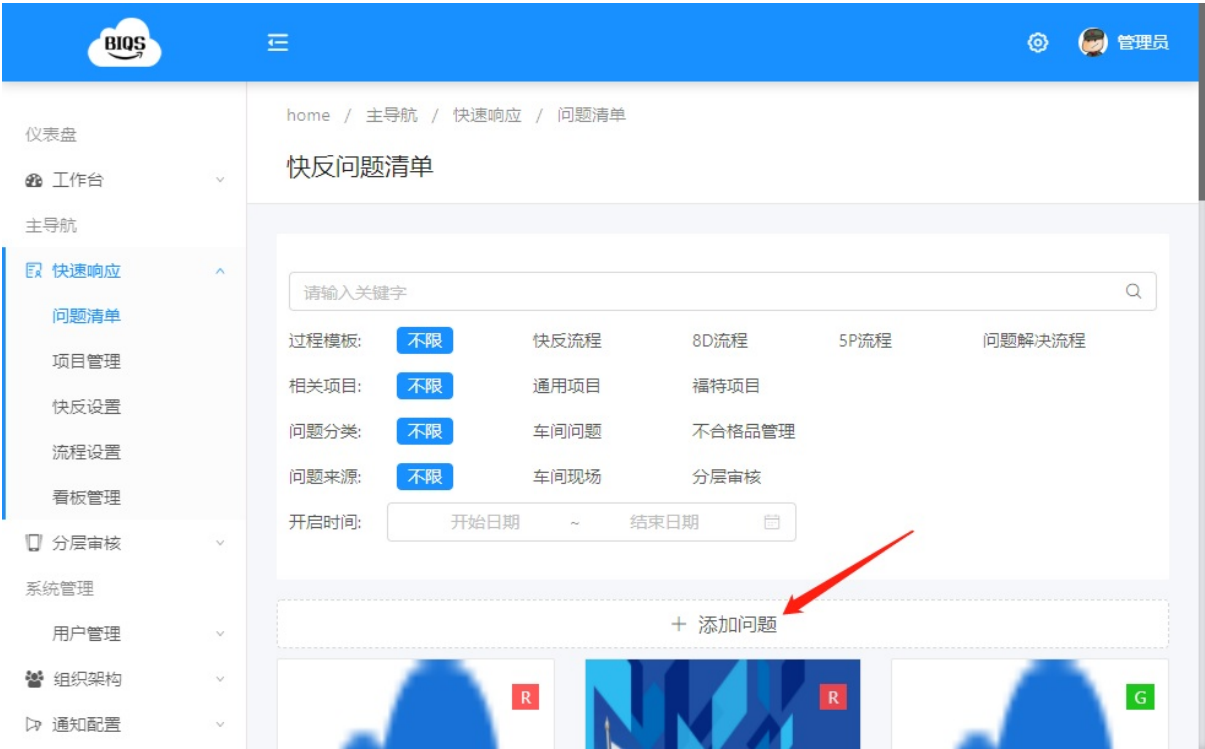 BIQS
管理员
home / 主导航 / 快速响应 / 问题清单
快反问题清单
仪表盘
工作台
主导航
快速响应
问题清单
项目管理
快反设置
流程设置
看板管理
分层审核
系统管理
用户管理
组织架构
通知配置
请输入关键字
过程模板: 不限 快反流程 8D流程 5P流程 问题解决流程
相关项目: 不限 通用项目 福特项目
问题分类: 不限 车间问题 不合格品管理
问题来源: 不限 车间现场 分层审核
开启时间: 开始日期 ~ 结束日期
+ 添加问题
R R G